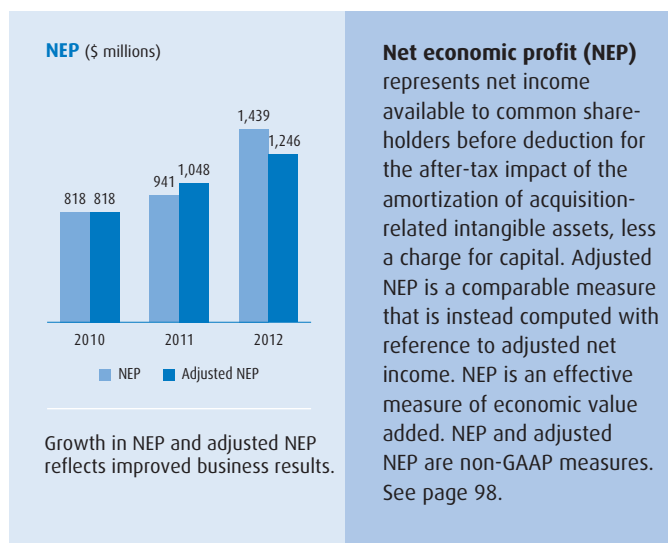 NEP ($ millions)
1,439
1,246
941 1,048
818 818
2010 2011 2012
NEP Adjusted NEP
Growth in NEP and adjusted NEP
reflects improved business results.
Net economic profit (NEP)
represents net income
available to common share-
holders before deduction for
the after-tax impact of the
amortization of acquisition-
related intangible assets, less
a charge for capital. Adjusted
NEP is a comparable measure
that is instead computed with
reference to adjusted net
income. NEP is an effective
measure of economic value
added. NEP and adjusted
NEP are non-GAAP measures.
See page 98.